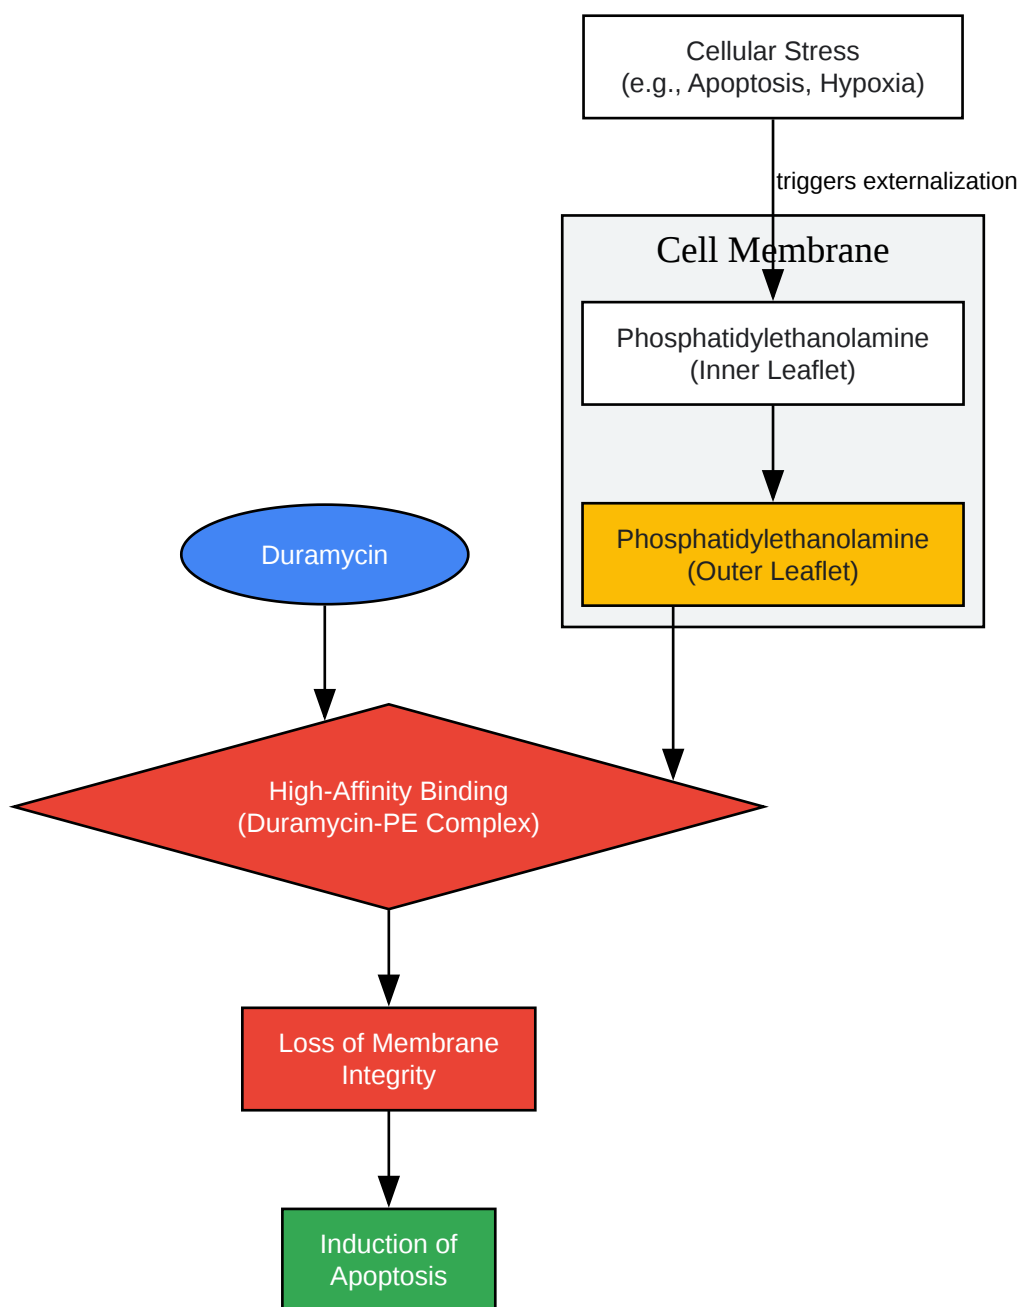 Cellular Stress
(e.g., Apoptosis, Hypoxia)
triggers externalization
Cell Membrane
Phosphatidylethanolamine
(Inner Leaflet)
Phosphatidylethanolamine
(Outer Leaflet)
Duramycin
High-Affinity Binding
(Duramycin-PE Complex)
Loss of Membrane
Integrity
Induction of
Apoptosis